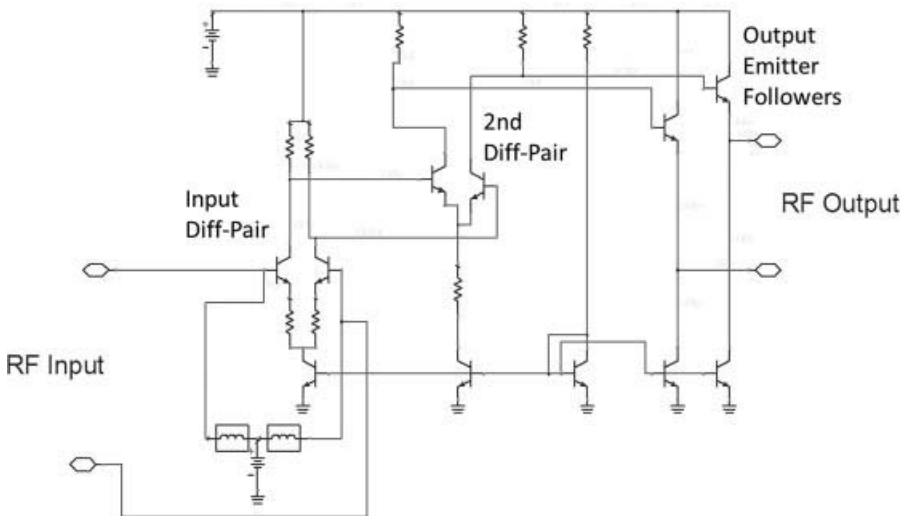 Output
Emitter
Followers
2nd
Diff-Pair
Input
Diff-Pair
RF Output
RF Input